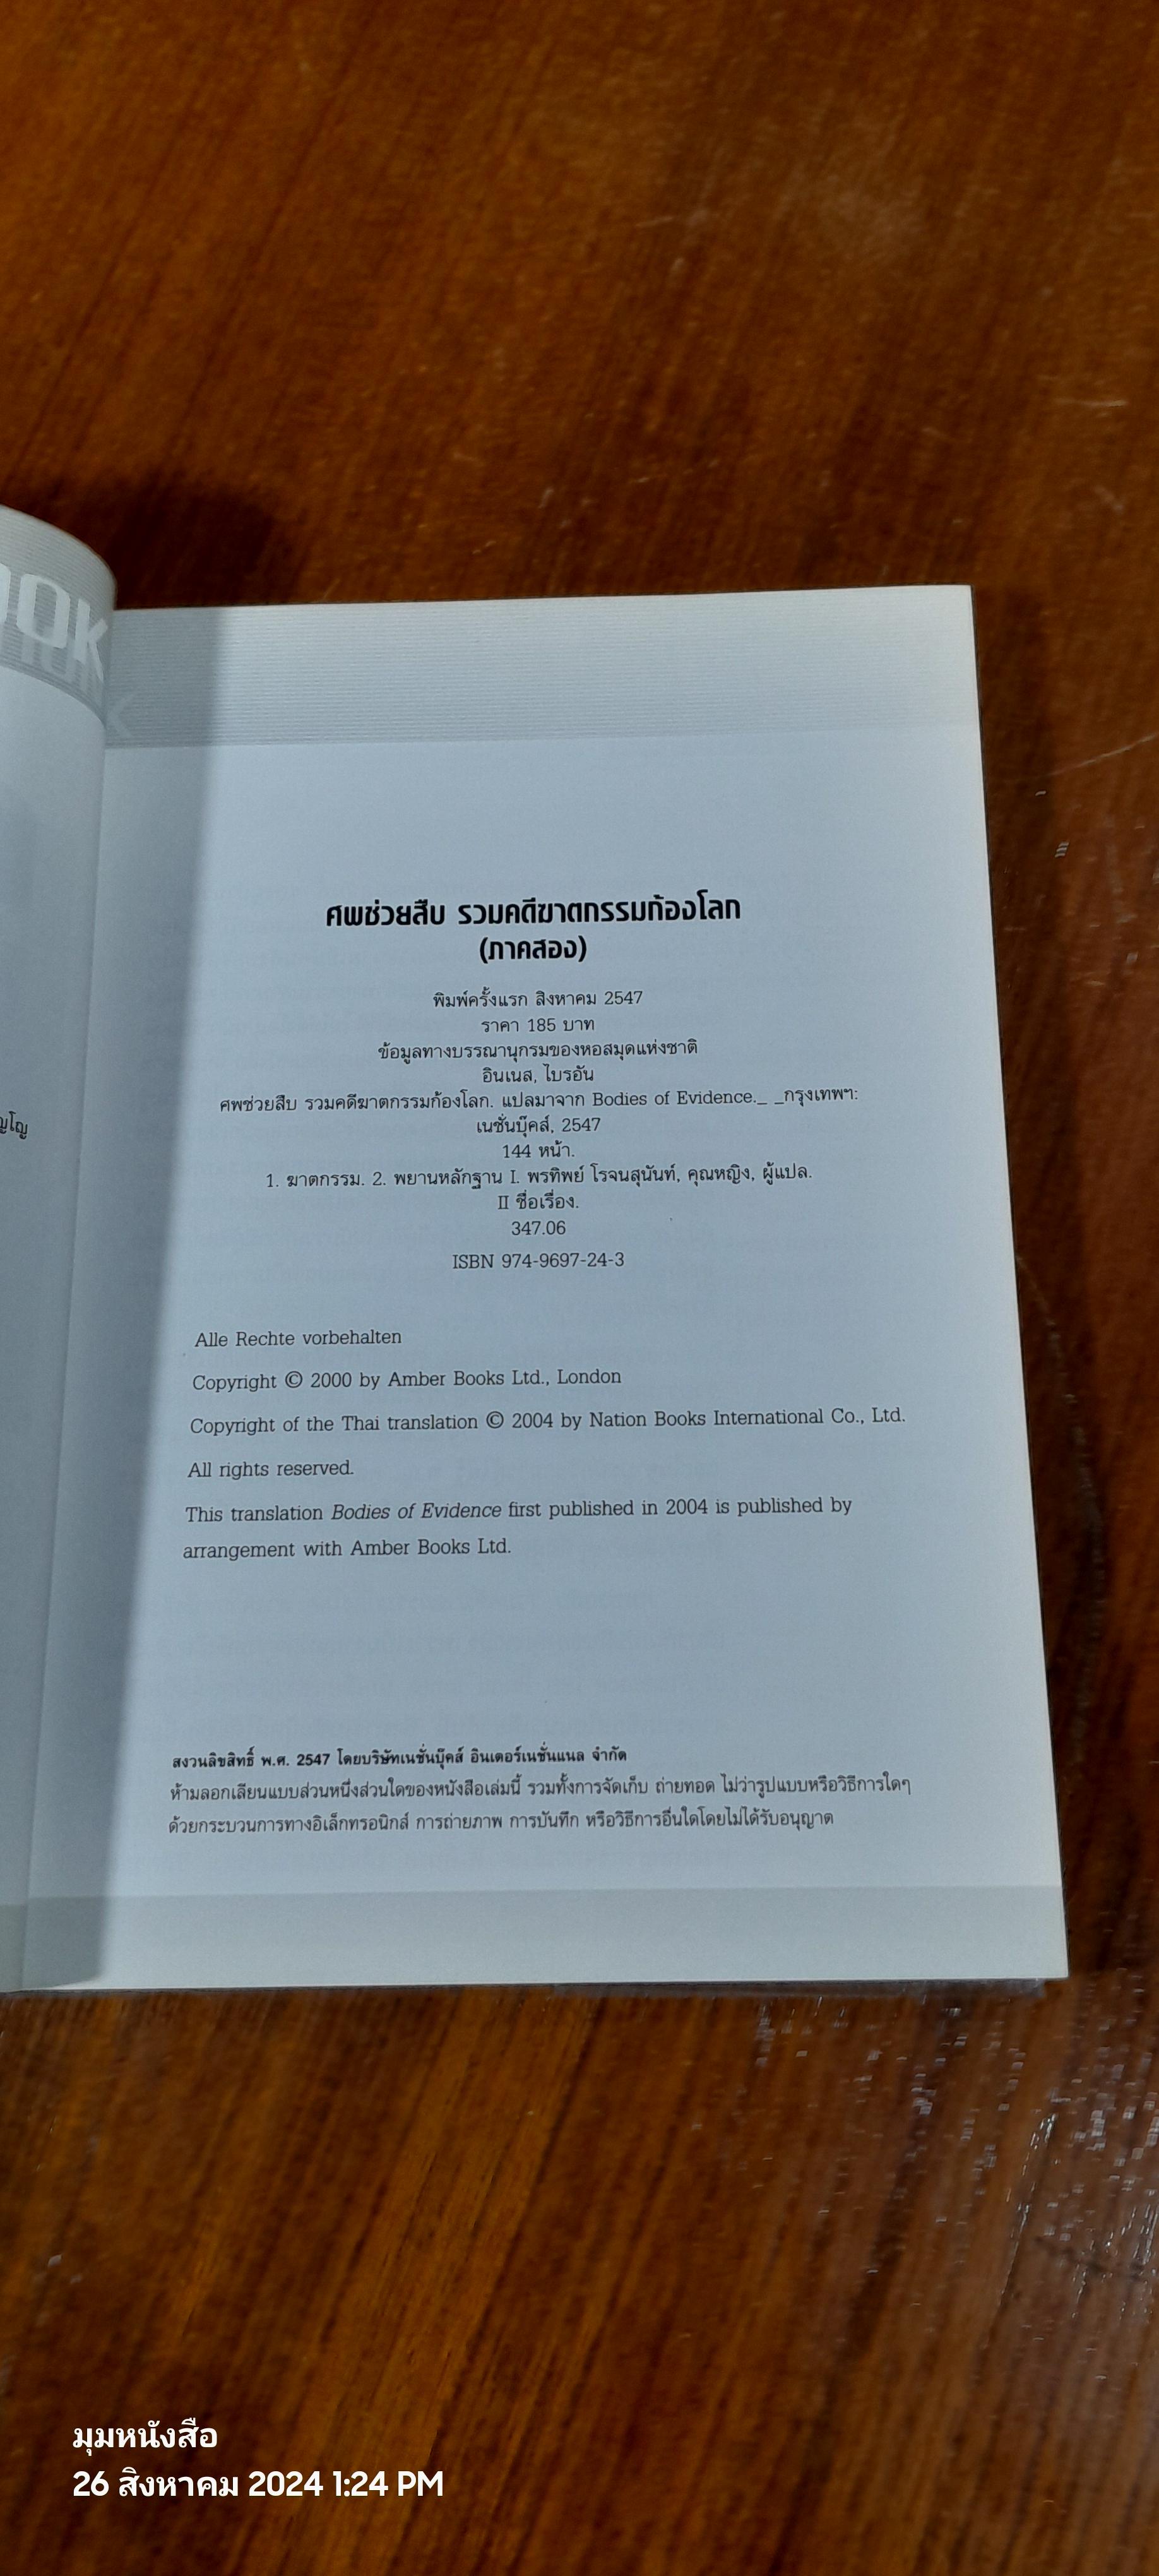 OOK
ศพช่วยสืบ รวมคดีฆาตกรรมก้องโลก
(ภาคสอง)
พิมพ์ครั้งแรก สิงหาคม 2547
ราคา 185 บาท
ข้อมูลทางบรรณานุกรมของหอสมุดแห่งชาติ
อินเนส, ไบรอัน
ศพช่วยสืบ รวมคดีฆาตกรรมก้องโลก. แปลมาจาก Bodies of Evidence._ _กรุงเทพฯ:
เนชั่นบุ๊คส์, 2547
144 หน้า.
1. ฆาตกรรม. 2. พยานหลักฐาน I. พรทิพย์ โรจนสุนันท์, คุณหญิง, ผู้แปล.
II ชื่อเรื่อง.
347.06
ISBN 974-9697-24-3
Alle Rechte vorbehalten
Copyright © 2000 by Amber Books Ltd., London
Copyright of the Thai translation © 2004 by Nation Books International Co., Ltd.
All rights reserved.
This translation Bodies of Evidence first published in 2004 is published by
arrangement with Amber Books Ltd.
สงวนลิขสิทธิ์ พ.ศ. 2547 โดยบริษัทเนชั่นบุ๊คส์ อินเตอร์เนชั่นแนล จำกัด
ห้ามลอกเลียนแบบส่วนหนึ่งส่วนใดของหนังสือเล่มนี้ รวมทั้งการจัดเก็บ ถ่ายทอด ไม่ว่ารูปแบบหรือวิธีการใดๆ
ด้วยกระบวนการทางอิเล็กทรอนิกส์ การถ่ายภาพ การบันทึก หรือวิธีการอื่นใดโดยไม่ได้รับอนุญาต
มุมหนังสือ
26 สิงหาคม 2024 1:24 PM